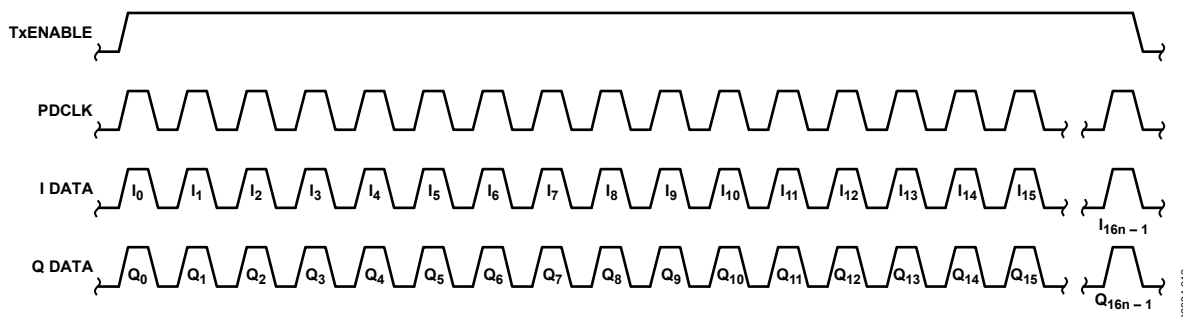 TxENABLE
PDCLK
I DATA
I0 I1 I2 I3 I4 I5 I6 I7 I8 I9 I10 I11 I12 I13 I14 I15
I16n – 1
Q DATA
Q0 Q1 Q2 Q3 Q4 Q5 Q6 Q7 Q8 Q9 Q10 Q11 Q12 Q13 Q14 Q15
Q16n – 1